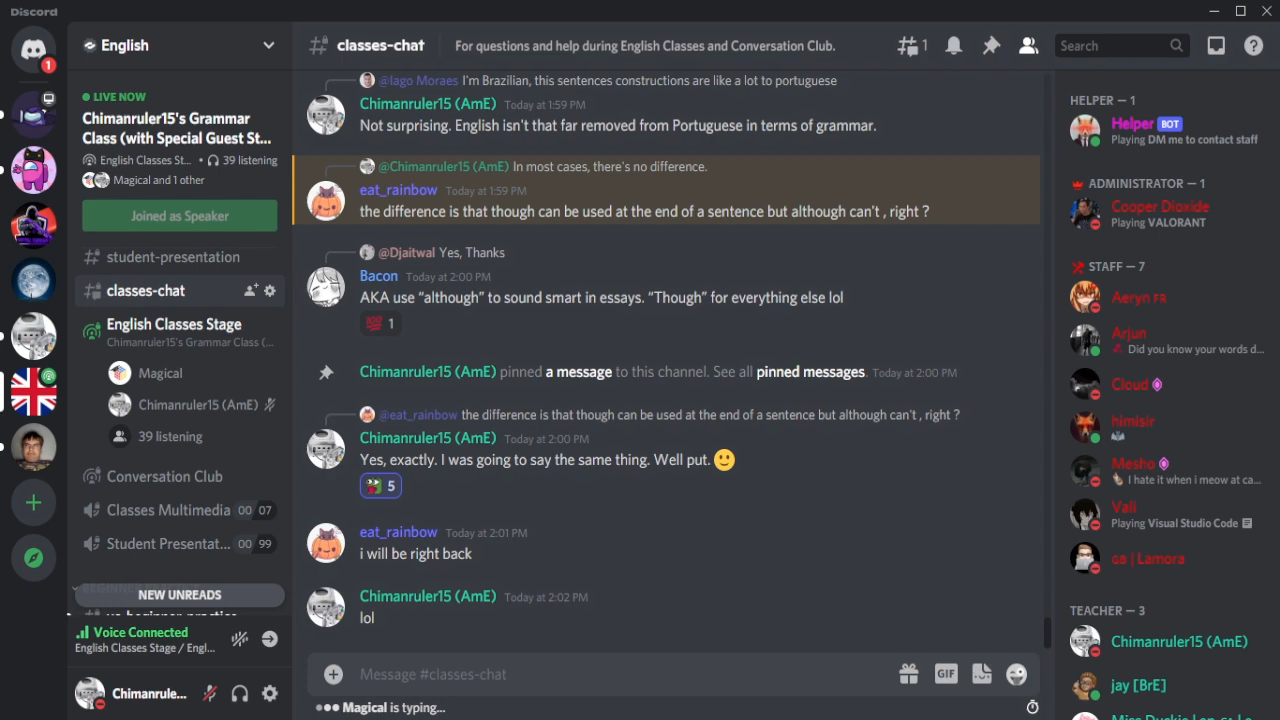 Discord
1
English
LIVE NOW
Chimanruler15's Grammar
Class (with Special Guest St...
English Classes St... • 39 listening
Magical and 1 other
Joined as Speaker
student-presentation
classes-chat
English Classes Stage
Chimanruler15's Grammar Class (...
Magical
Chimanruler15 (AmE)
39 listening
Conversation Club
Classes Multimedia 00 07
Student Presentat... 00 99
NEW UNREADS
Voice Connected
English Classes Stage / Engl...
Chimanrule...
classes-chat
For questions and help during English Classes and Conversation Club.
1
Search
@Iago Moraes I'm Brazilian, this sentences constructions are like a lot to portuguese
Chimanruler15 (AmE) Today at 1:59 PM
Not surprising. English isn't that far removed from Portuguese in terms of grammar.
@Chimanruler15 (AmE) In most cases, there's no difference.
eat_rainbow Today at 1:59 PM
the difference is that though can be used at the end of a sentence but although can't , right ?
@Djaitwal Yes, Thanks
Bacon Today at 2:00 PM
AKA use “although” to sound smart in essays. “Though” for everything else lol
1
Chimanruler15 (AmE) pinned a message to this channel. See all pinned messages. Today at 2:00 PM
@eat_rainbow the difference is that though can be used at the end of a sentence but although can't , right ?
Chimanruler15 (AmE) Today at 2:00 PM
Yes, exactly. I was going to say the same thing. Well put.
5
eat_rainbow Today at 2:01 PM
i will be right back
Chimanruler15 (AmE) Today at 2:02 PM
lol
Message #classes-chat
GIF
Magical is typing...
HELPER — 1
Helper BOT
Playing DM me to contact staff
ADMINISTRATOR — 1
Cooper Dioxide
Playing VALORANT
STAFF — 7
Aeryn FR
Arjun
Did you know your words d...
Cloud
himisir
Mesho
I hate it when i meow at ca...
Vali
Playing Visual Studio Code
GB | Lamora
TEACHER — 3
Chimanruler15 (AmE)
jay [BrE]